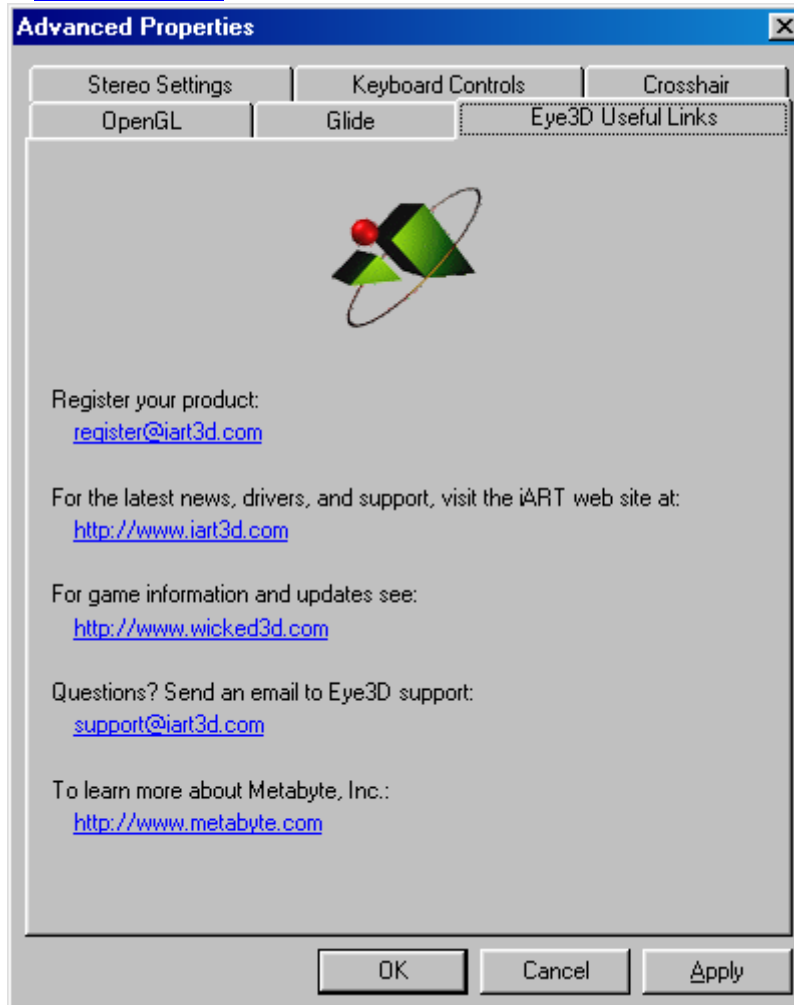 Advanced Properties
Stereo Settings
Keyboard Controls
Crosshair
OpenGL
Glide
Eye3D Useful Links
Register your product:
register@iart3d.com
For the latest news, drivers, and support, visit the iART web site at:
http://www.iart3d.com
For game information and updates see:
http://www.wicked3d.com
Questions? Send an email to Eye3D support:
support@iart3d.com
To learn more about Metabyte, Inc.:
http://www.metabyte.com
OK
Cancel
Apply